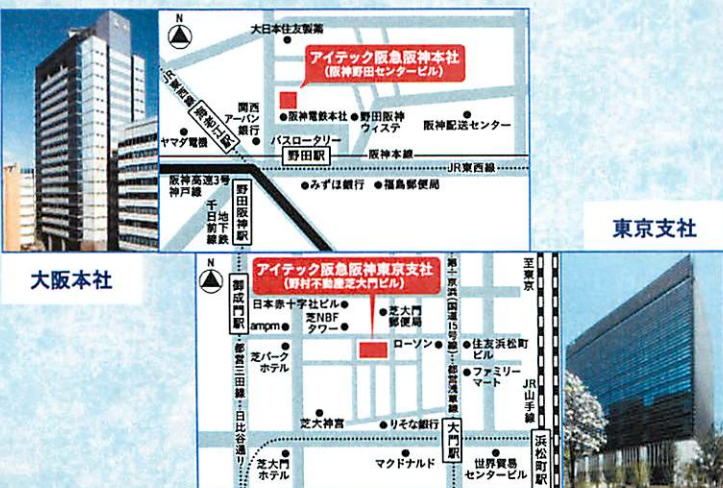 N
大日本住友製薬
アイテック阪急阪神本社
(阪神野田センタービル)
JR東西線海老江駅
関西
アーバン
銀行
阪神電鉄本社
野田阪神
ウィステ
阪神配送センター
ヤマダ電機
バスロータリー
野田駅
阪神本線
JR東西線
阪神高速3号
神戸線
野田阪神駅
みずほ銀行
福島郵便局
地下鉄
千日前線
大阪本社
東京支社
N
アイテック阪急阪神東京支社
(野村不動産芝大門ビル)
御成門駅
日本赤十字社ビル
芝NBF
タワー
ampm
芝大門
郵便局
第一京浜(国道15号線)
至東京
ローソン
住友浜松町
ビル
芝パーク
ホテル
ファミリー
マート
都営三田線
日比谷通り
都営浅草線
JR山手線
芝大神宮
りそな銀行
大門駅
浜松町駅
芝大門
ホテル
マクドナルド
世界貿易
センタービル